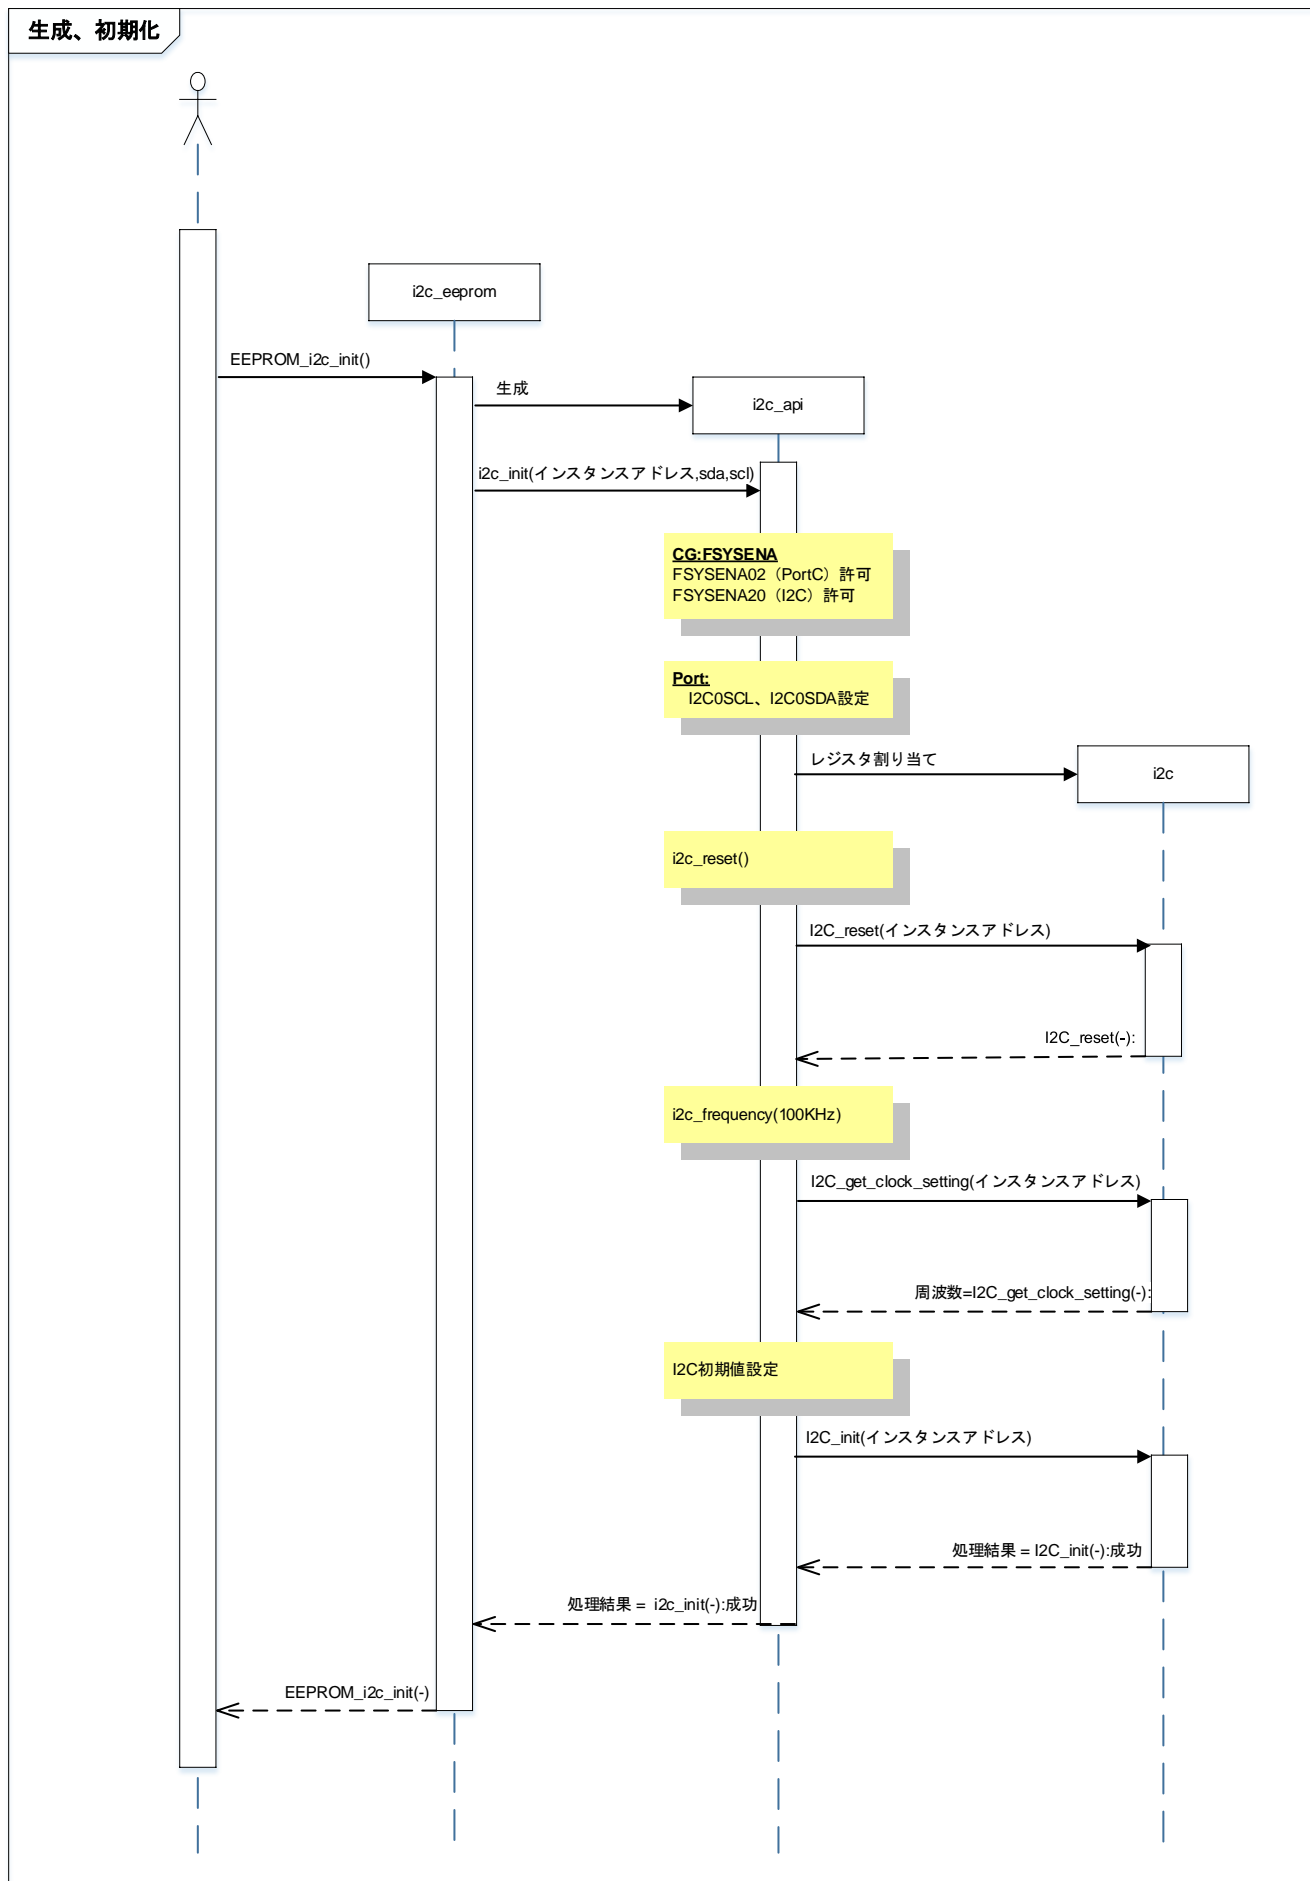 生成、初期化
i2c_eeprom
EEPROM_i2c_init()
生成
i2c_api
i2c_init(インスタンスアドレス,sda,scl)
CG:FSYSENA
FSYSENA02（PortC）許可
FSYSENA20（I2C）許可
Port:
I2C0SCL、I2C0SDA設定
レジスタ割り当て
i2c
i2c_reset()
I2C_reset(インスタンスアドレス)
I2C_reset(-):
i2c_frequency(100KHz)
I2C_get_clock_setting(インスタンスアドレス)
周波数=I2C_get_clock_setting(-):
I2C初期値設定
I2C_init(インスタンスアドレス)
処理結果 = I2C_init(-):成功
処理結果 = i2c_init(-):成功
EEPROM_i2c_init(-)